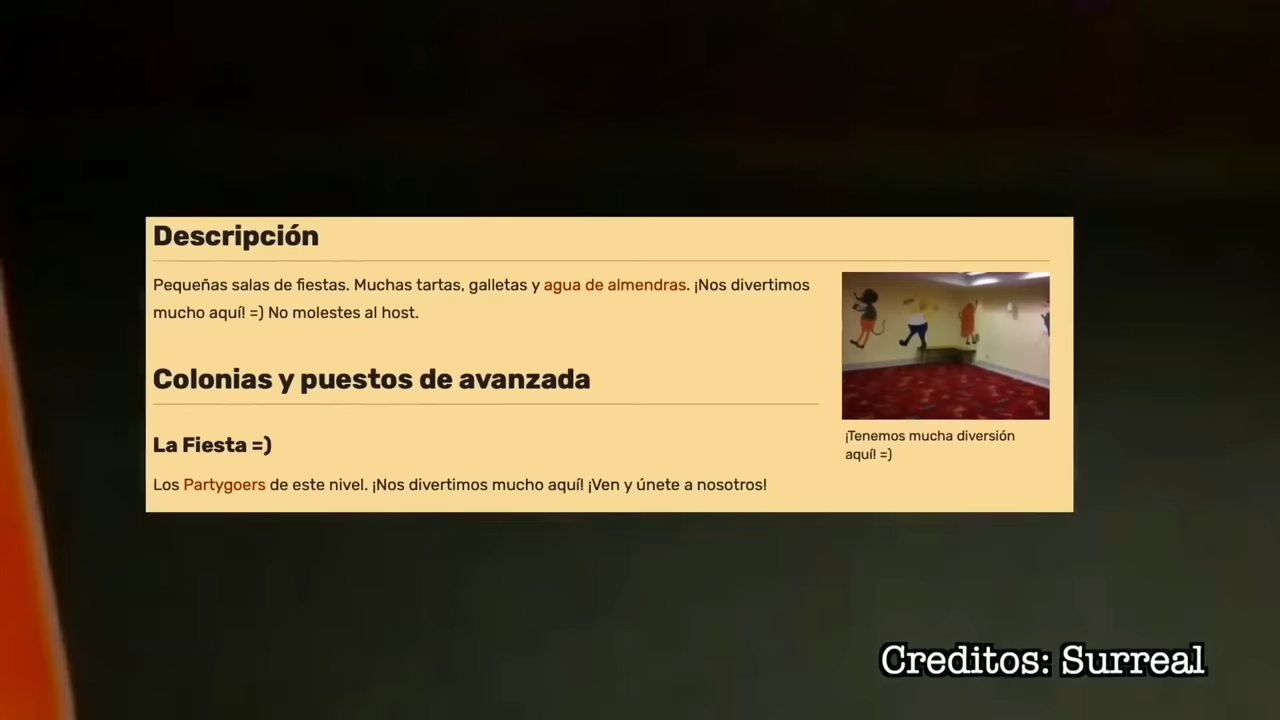 Descripción
Pequeñas salas de fiestas. Muchas tartas, galletas y agua de almendras. ¡Nos divertimos
mucho aquí! =) No molestes al host.
Colonias y puestos de avanzada
La Fiesta =)
Los Partygoers de este nivel. ¡Nos divertimos mucho aquí! ¡Ven y únete a nosotros!
¡Tenemos mucha diversión
aquí! =)
Creditos: Surreal